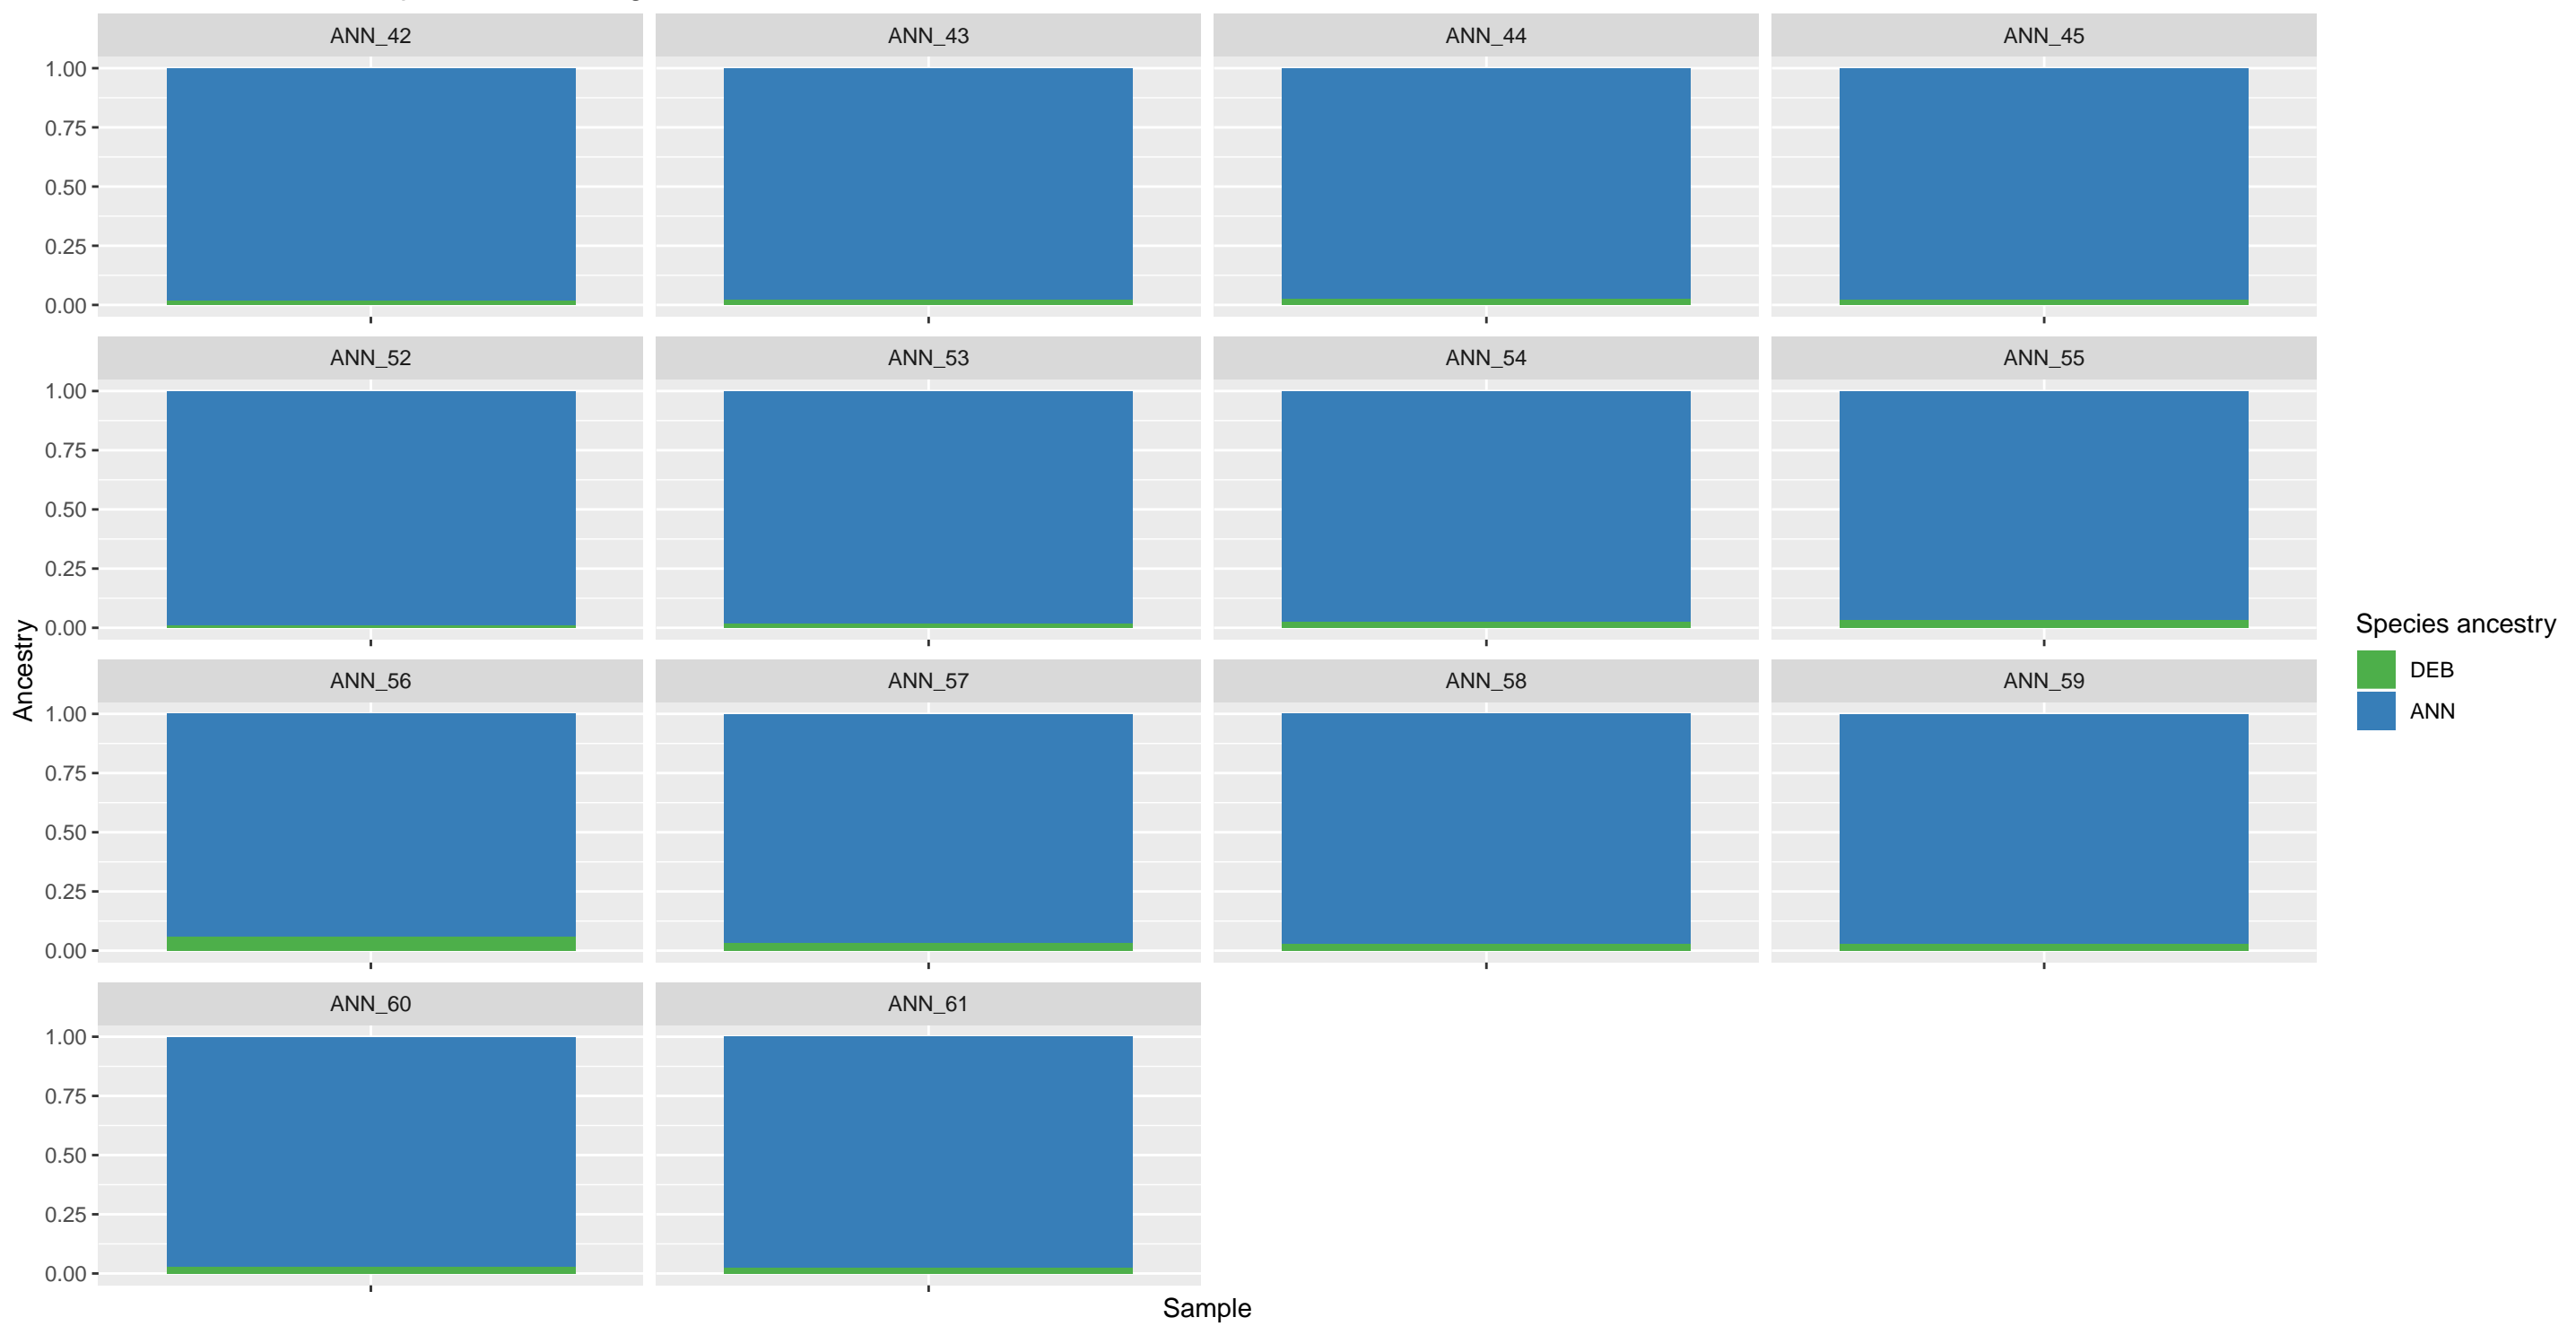 ANN_42 ANN_43 ANN_44 ANN_45
1.00
0.75
0.50
0.25
0.00
ANN_52 ANN_53 ANN_54 ANN_55
1.00
0.75
0.50
0.25
0.00
ANN_56 ANN_57 ANN_58 ANN_59
1.00
0.75
0.50
0.25
0.00
ANN_60 ANN_61
1.00
0.75
0.50
0.25
0.00
Ancestry
Sample
Species ancestry
DEB
ANN